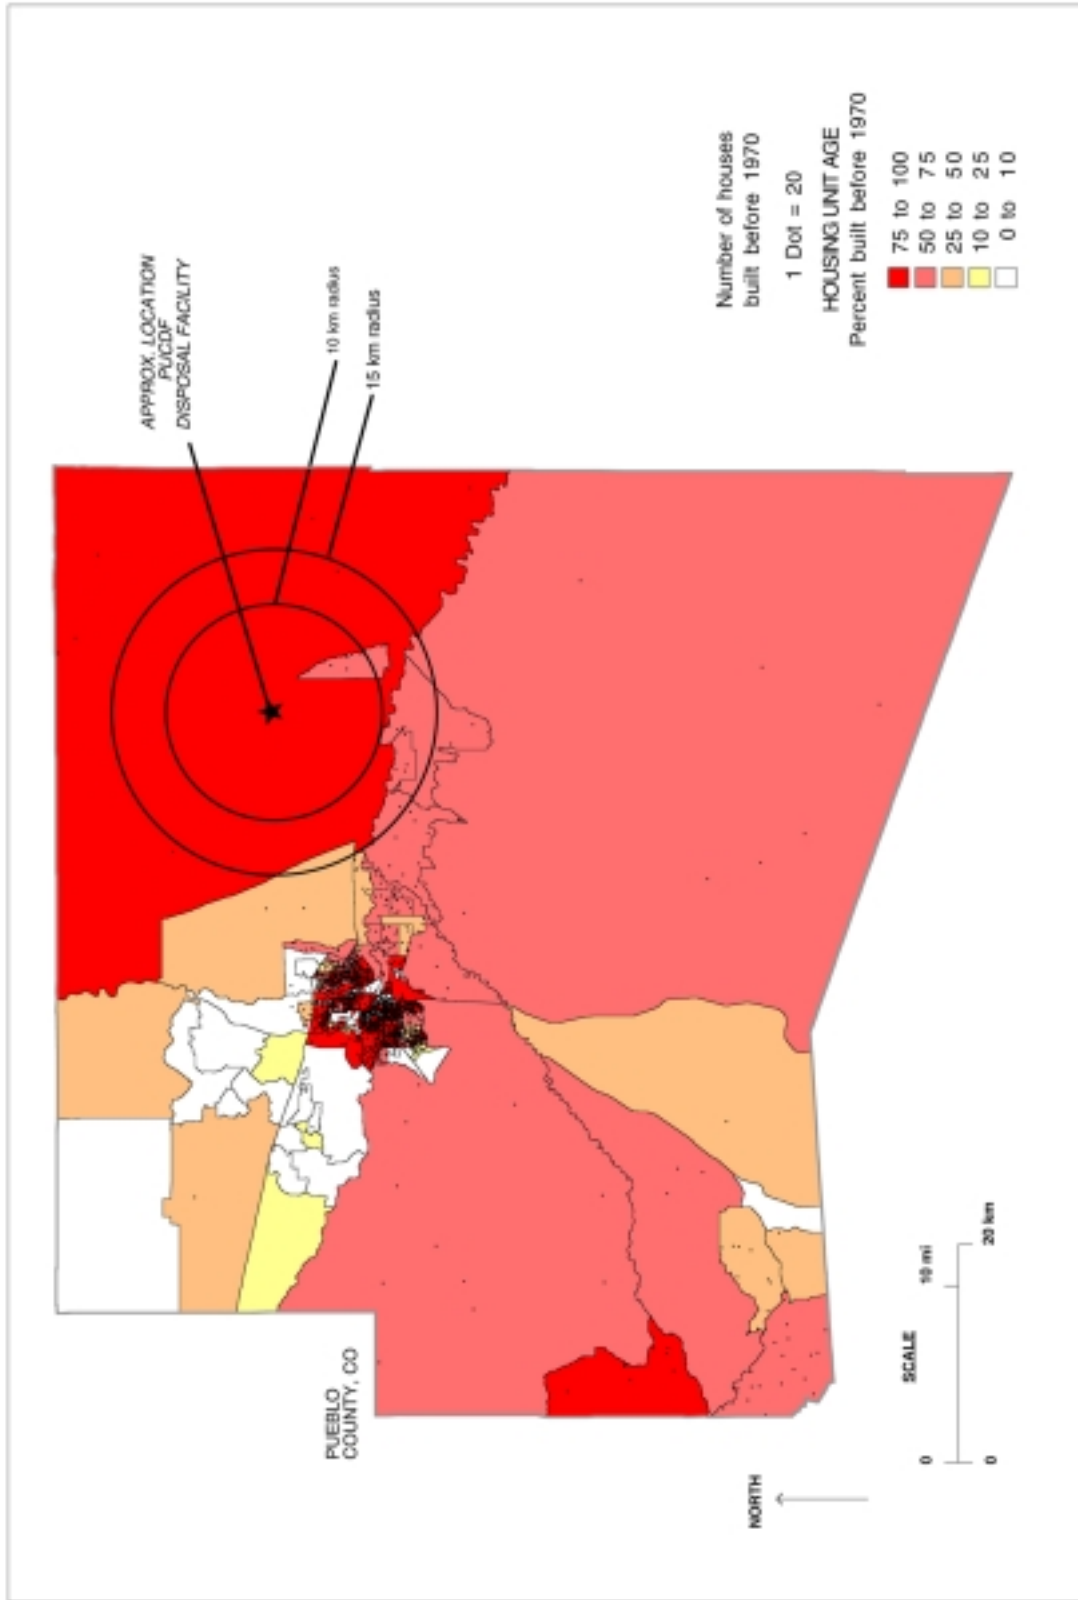 APPROX. LOCATION
PUCDF
DISPOSAL FACILITY
10 km radius
15 km radius
PUEBLO
COUNTY, CO
Number of houses
built before 1970
1 Dot = 20
HOUSING UNIT AGE
Percent built before 1970
75 to 100
50 to 75
25 to 50
10 to 25
0 to 10
NORTH
SCALE
0 10 mi
0 20 km